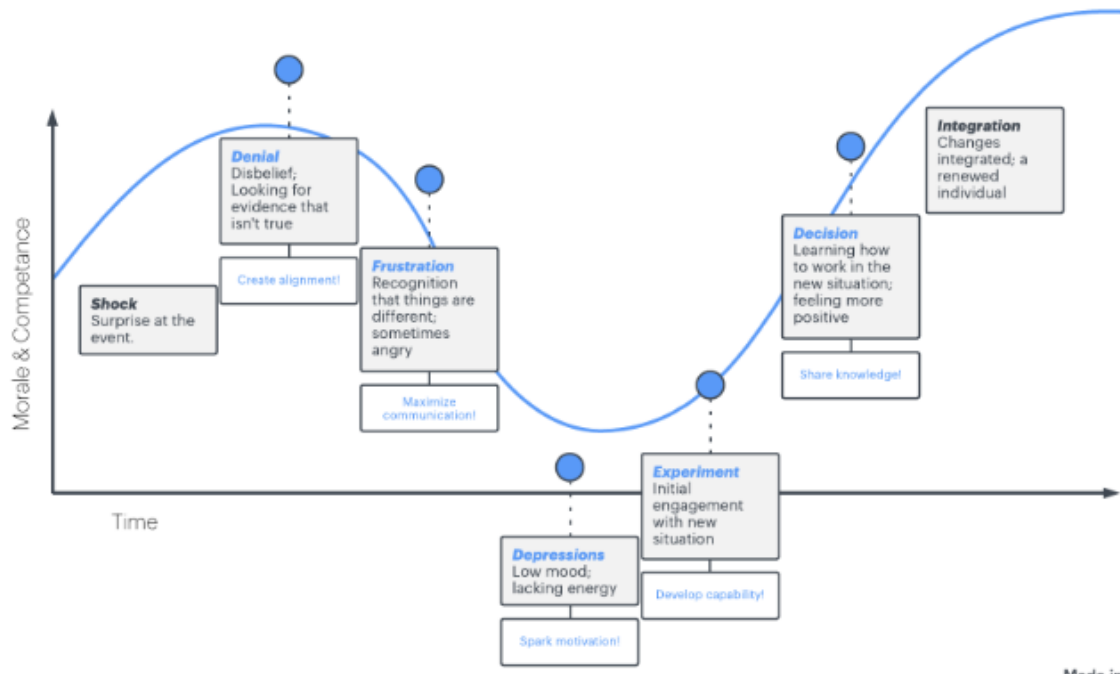 Morale & Competance
Time
Shock
Surprise at the
event.
Denial
Disbelief;
Looking for
evidence that
isn't true
Create alignment!
Frustration
Recognition
that things are
different;
sometimes
angry
Maximize
communication!
Depressions
Low mood;
lacking energy
Spark motivation!
Experiment
Initial
engagement
with new
situation
Develop capability!
Decision
Learning how
to work in the
new situation;
feeling more
positive
Share knowledge!
Integration
Changes
integrated; a
renewed
individual
Made in